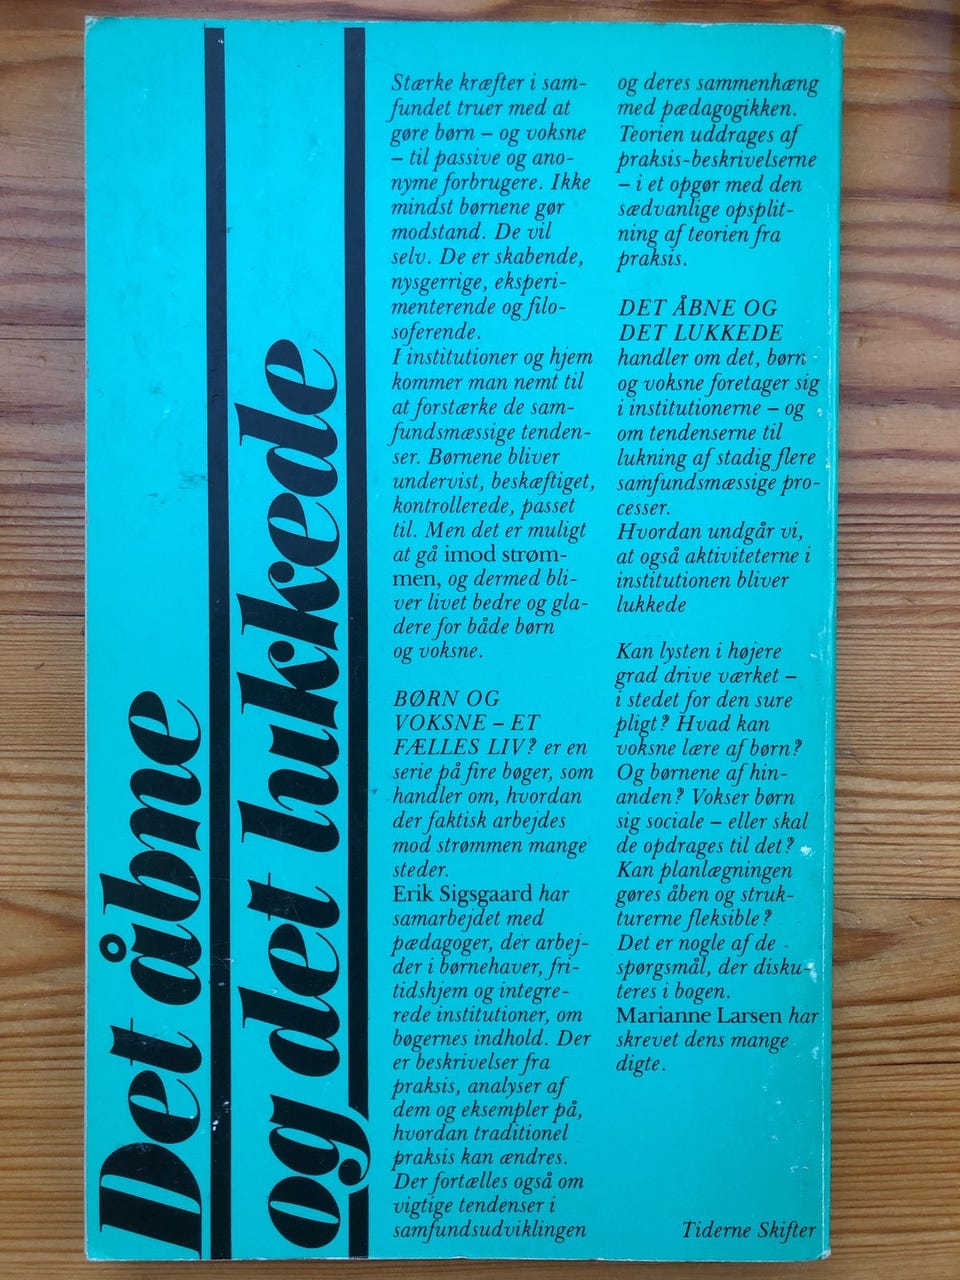 Det åbne
og det lukkede
Stærke kræfter i sam-
fundet truer med at
gøre børn – og voksne
– til passive og ano-
nyme forbrugere. Ikke
mindst børnene gør
modstand. De vil
selv. De er skabende,
nysgerrige, eksperi-
menterende og filo-
soferende.
I institutioner og hjem
kommer man nemt til
at forstærke de sam-
fundsmæssige tenden-
ser. Børnene bliver
undervist, beskæftiget,
kontrollerede, passet
til. Men det er muligt
at gå imod strøm-
men, og dermed bli-
ver livet bedre og gla-
dere for både børn
og voksne.
BØRN OG
VOKSNE – ET
FÆLLES LIV? er en
serie på fire bøger, som
handler om, hvordan
der faktisk arbejdes
mod strømmen mange
steder.
Erik Sigsgaard har
samarbejdet med
pædagoger, der arbej-
der i børnehaver, fri-
tidshjem og integre-
rede institutioner, om
bøgernes indhold. Der
er beskrivelser fra
praksis, analyser af
dem og eksempler på,
hvordan traditionel
praksis kan ændres.
Der fortælles også om
vigtige tendenser i
samfundsudviklingen
og deres sammenhæng
med pædagogikken.
Teorien uddrages af
praksis-beskrivelserne
– i et opgør med den
sædvanlige opsplit-
ning af teorien fra
praksis.
DET ÅBNE OG
DET LUKKEDE
handler om det, børn
og voksne foretager sig
i institutionerne – og
om tendenserne til
lukning af stadig flere
samfundsmæssige pro-
cesser.
Hvordan undgår vi,
at også aktiviteterne i
institutionen bliver
lukkede
Kan lysten i højere
grad drive værket –
i stedet for den sure
pligt? Hvad kan
voksne lære af børn?
Og børnene af hin-
anden? Vokser børn
sig sociale – eller skal
de opdrages til det?
Kan planlægningen
gøres åben og struk-
turerne fleksible?
Det er nogle af de
spørgsmål, der disku-
teres i bogen.
Marianne Larsen har
skrevet dens mange
digte.
Tiderne Skifter